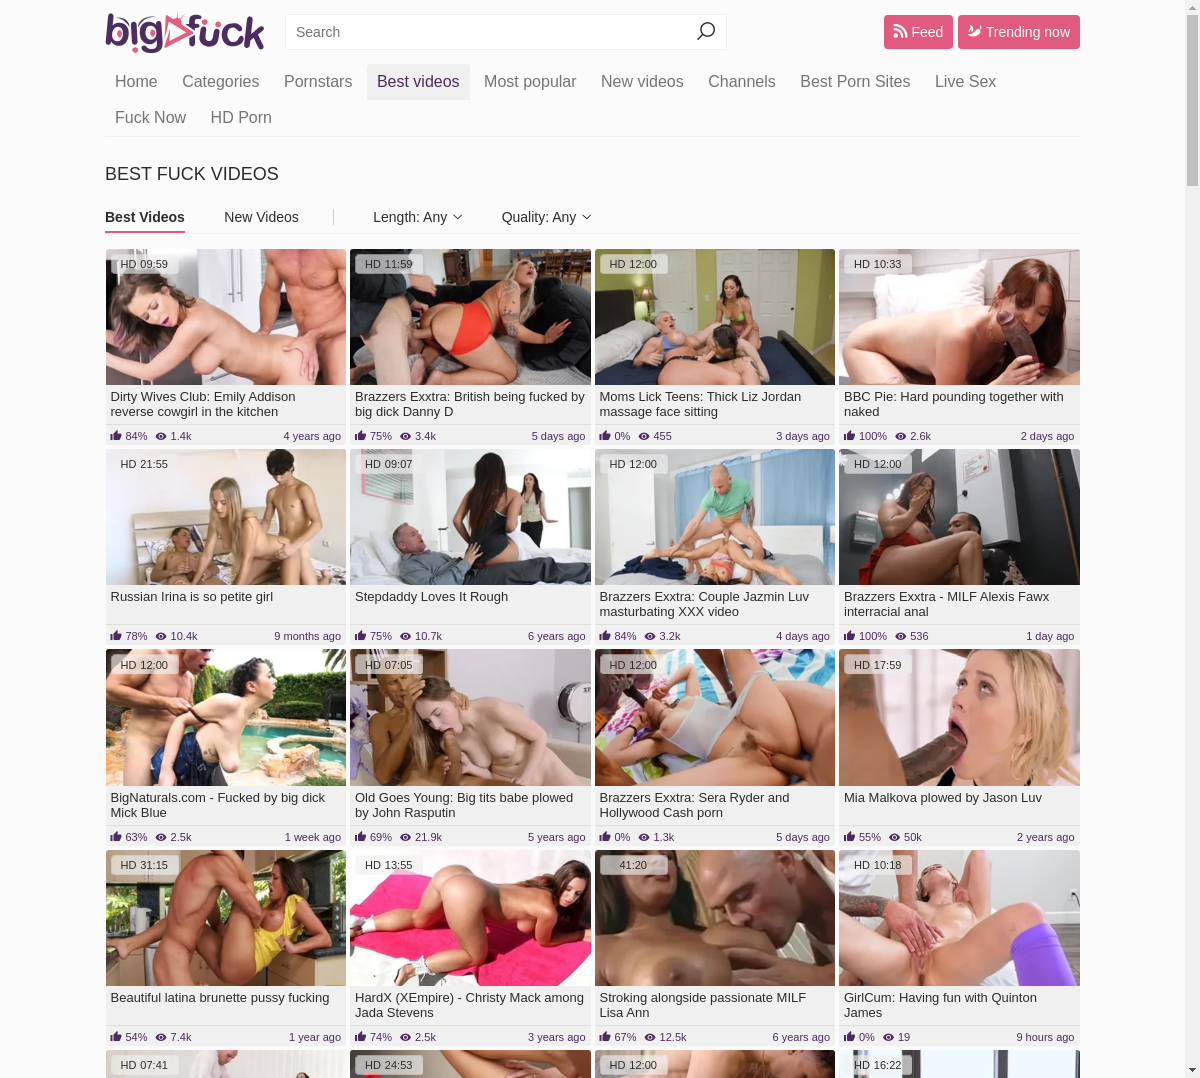 big fuck
Search
Feed
Trending now
Home Categories Pornstars Best videos Most popular New videos Channels Best Porn Sites Live Sex
Fuck Now HD Porn
BEST FUCK VIDEOS
Best Videos New Videos Length: Any Quality: Any
HD 09:59
HD 11:59
HD 12:00
HD 10:33
Dirty Wives Club: Emily Addison
reverse cowgirl in the kitchen
84% 1.4k 4 years ago
Brazzers Exxtra: British being fucked by
big dick Danny D
75% 3.4k 5 days ago
Moms Lick Teens: Thick Liz Jordan
massage face sitting
0% 455 3 days ago
BBC Pie: Hard pounding together with
naked
100% 2.6k 2 days ago
HD 21:55
HD 09:07
HD 12:00
HD 12:00
Russian Irina is so petite girl
78% 10.4k 9 months ago
Stepdaddy Loves It Rough
75% 10.7k 6 years ago
Brazzers Exxtra: Couple Jazmin Luv
masturbating XXX video
84% 3.2k 4 days ago
Brazzers Exxtra - MILF Alexis Fawx
interracial anal
100% 536 1 day ago
HD 12:00
HD 07:05
HD 12:00
HD 17:59
BigNaturals.com - Fucked by big dick
Mick Blue
63% 2.5k 1 week ago
Old Goes Young: Big tits babe plowed
by John Rasputin
69% 21.9k 5 years ago
Brazzers Exxtra: Sera Ryder and
Hollywood Cash porn
0% 1.3k 5 days ago
Mia Malkova plowed by Jason Luv
55% 50k 2 years ago
HD 31:15
HD 13:55
41:20
HD 10:18
Beautiful latina brunette pussy fucking
54% 7.4k 1 year ago
HardX (XEmpire) - Christy Mack among
Jada Stevens
74% 2.5k 3 years ago
Stroking alongside passionate MILF
Lisa Ann
67% 12.5k 6 years ago
GirlCum: Having fun with Quinton
James
0% 19 9 hours ago
HD 07:41
HD 24:53
HD 12:00
HD 16:22